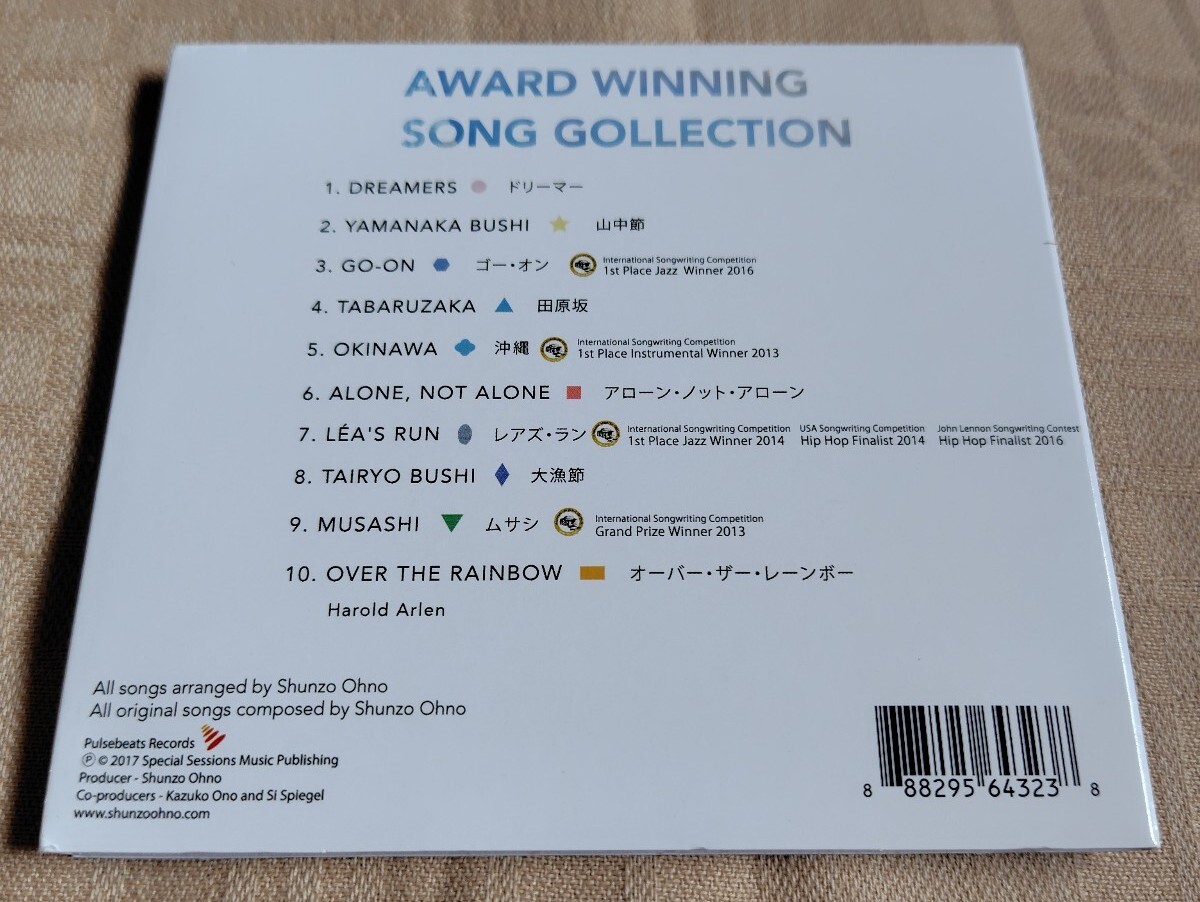 AWARD WINNING
SONG GOLLECTION
1. DREAMERS ドリーマー
2. YAMANAKA BUSHI 山中節
3. GO-ON ゴー・オン International Songwriting Competition
1st Place Jazz Winner 2016
4. TABARUZAKA 田原坂
5. OKINAWA 沖縄 International Songwriting Competition
1st Place Instrumental Winner 2013
6. ALONE, NOT ALONE アローン・ノット・アローン
7. LÉA'S RUN レアズ・ラン International Songwriting Competition USA Songwriting Competition John Lennon Songwriting Contest
1st Place Jazz Winner 2014 Hip Hop Finalist 2014 Hip Hop Finalist 2016
8. TAIRYO BUSHI 大漁節
9. MUSASHI ムサシ International Songwriting Competition
Grand Prize Winner 2013
10. OVER THE RAINBOW オーバー・ザー・レーンボー
Harold Arlen
All songs arranged by Shunzo Ohno
All original songs composed by Shunzo Ohno
Pulsebeats Records
℗ © 2017 Special Sessions Music Publishing
Producer - Shunzo Ohno
Co-producers - Kazuko Ono and Si Spiegel
www.shunzoohno.com
8 88295 64323 8